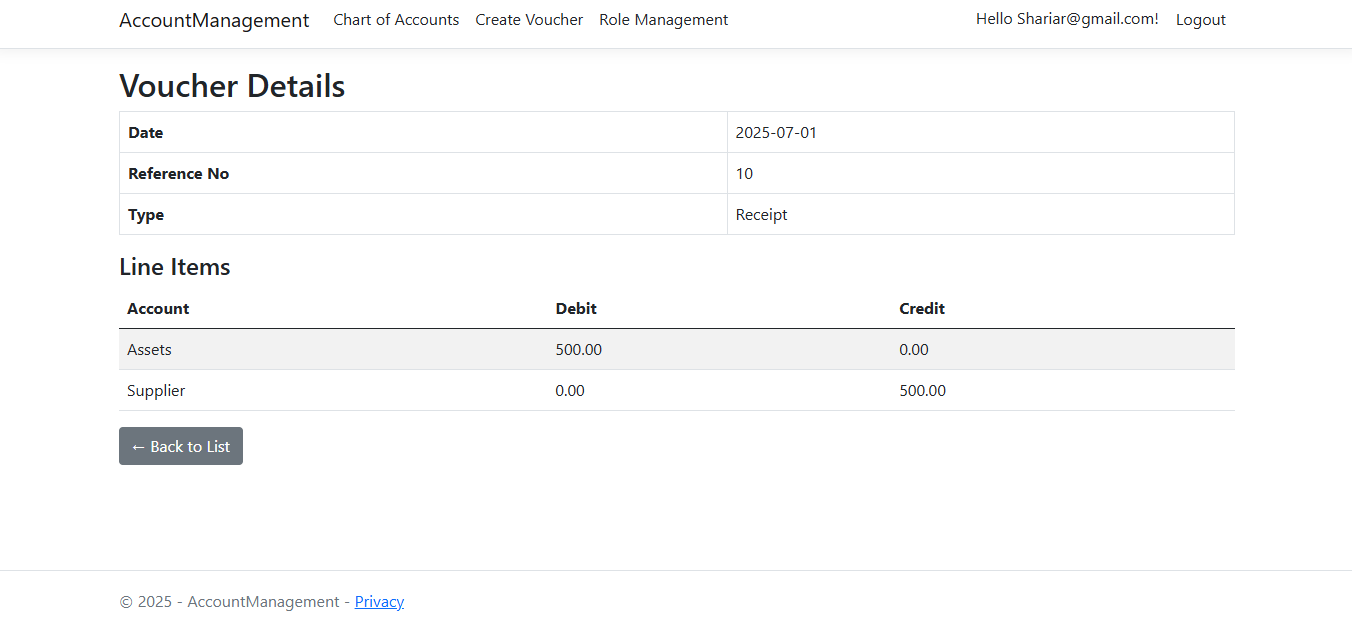 AccountManagement Chart of Accounts Create Voucher Role Management Hello Shariar@gmail.com! Logout
Voucher Details
Date 2025-07-01
Reference No 10
Type Receipt
Line Items
Account Debit Credit
Assets 500.00 0.00
Supplier 0.00 500.00
← Back to List
© 2025 - AccountManagement - Privacy